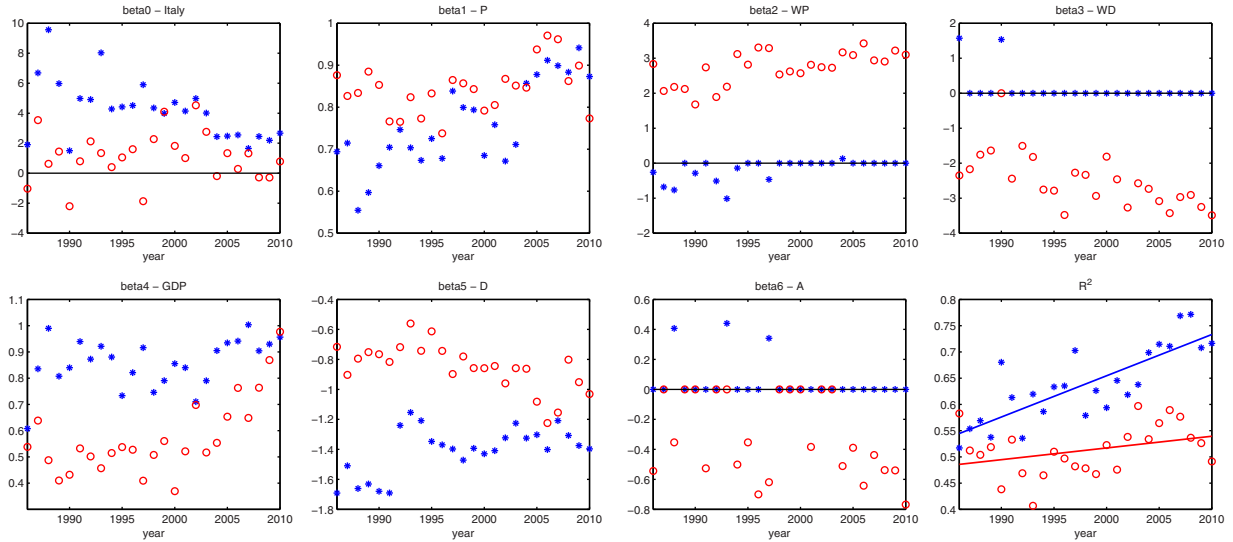 beta0 − Italy
beta1 − P
beta2 − WP
beta3 − WD
10
8
6
4
2
0
−2
−4
1990 1995 2000 2005 2010
year
1
0.9
0.8
0.7
0.6
0.5
1990 1995 2000 2005 2010
year
4
3
2
1
0
−1
−2
1990 1995 2000 2005 2010
year
2
1
0
−1
−2
−3
−4
1990 1995 2000 2005 2010
year
beta4 − GDP
beta5 − D
beta6 − A
R²
1.1
1
0.9
0.8
0.7
0.6
0.5
0.4
1990 1995 2000 2005 2010
year
−0.4
−0.6
−0.8
−1
−1.2
−1.4
−1.6
−1.8
1990 1995 2000 2005 2010
year
0.6
0.4
0.2
0
−0.2
−0.4
−0.6
−0.8
1990 1995 2000 2005 2010
year
0.8
0.75
0.7
0.65
0.6
0.55
0.5
0.45
0.4
1990 1995 2000 2005 2010
year